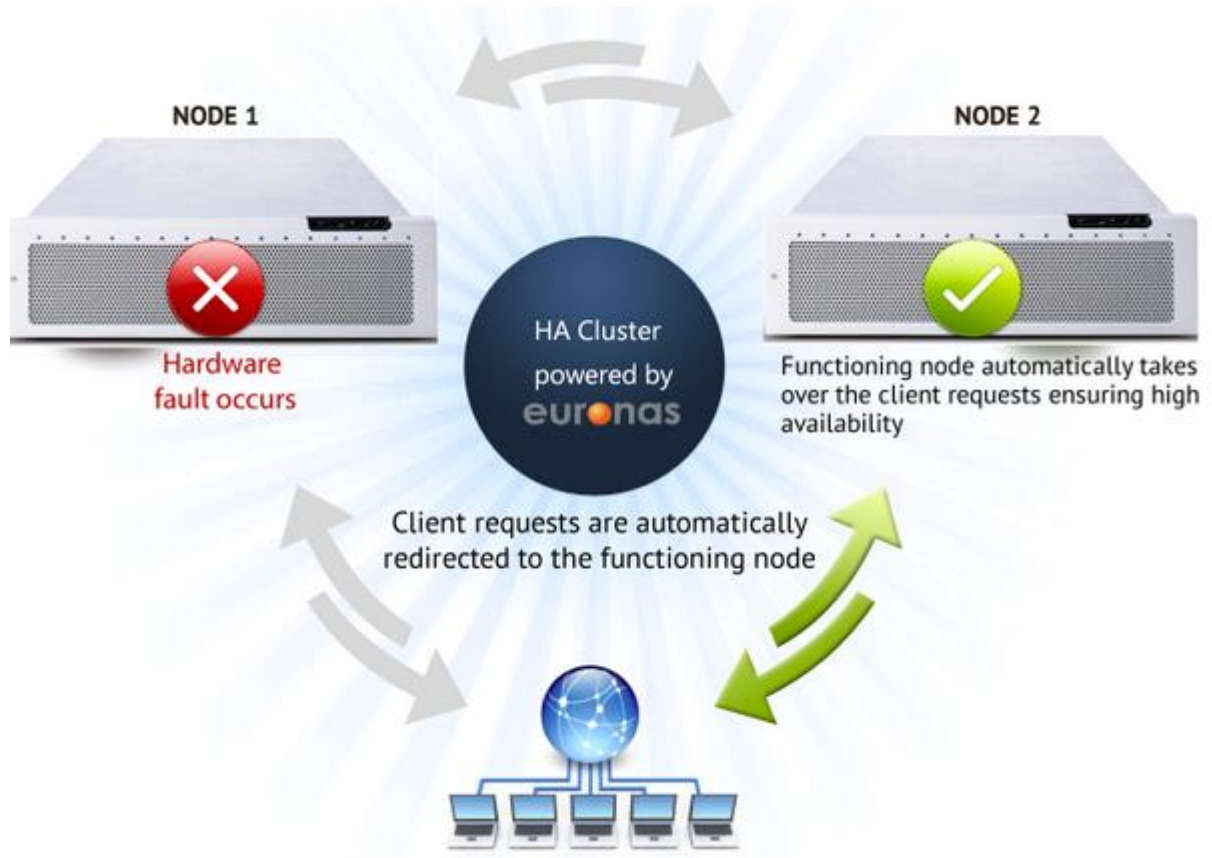 NODE 1
NODE 2
HA Cluster
powered by
euronas
Hardware
fault occurs
Functioning node automatically takes
over the client requests ensuring high
availability
Client requests are automatically
redirected to the functioning node